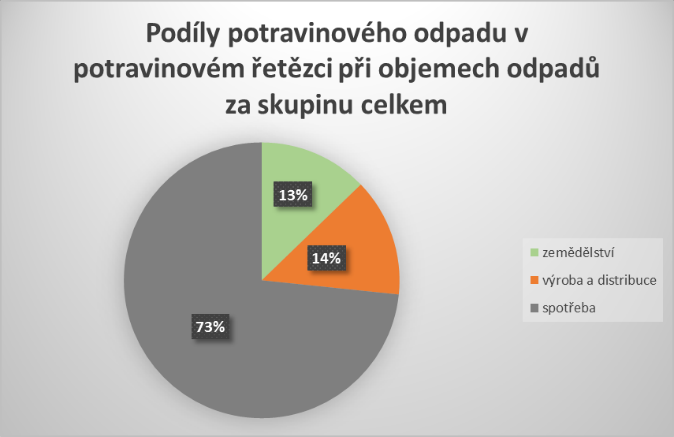 Podíly potravinového odpadu v
potravinovém řetězci při objemech odpadů
za skupinu celkem
13%
14%
73%
zemědělství
výroba a distribuce
spotřeba